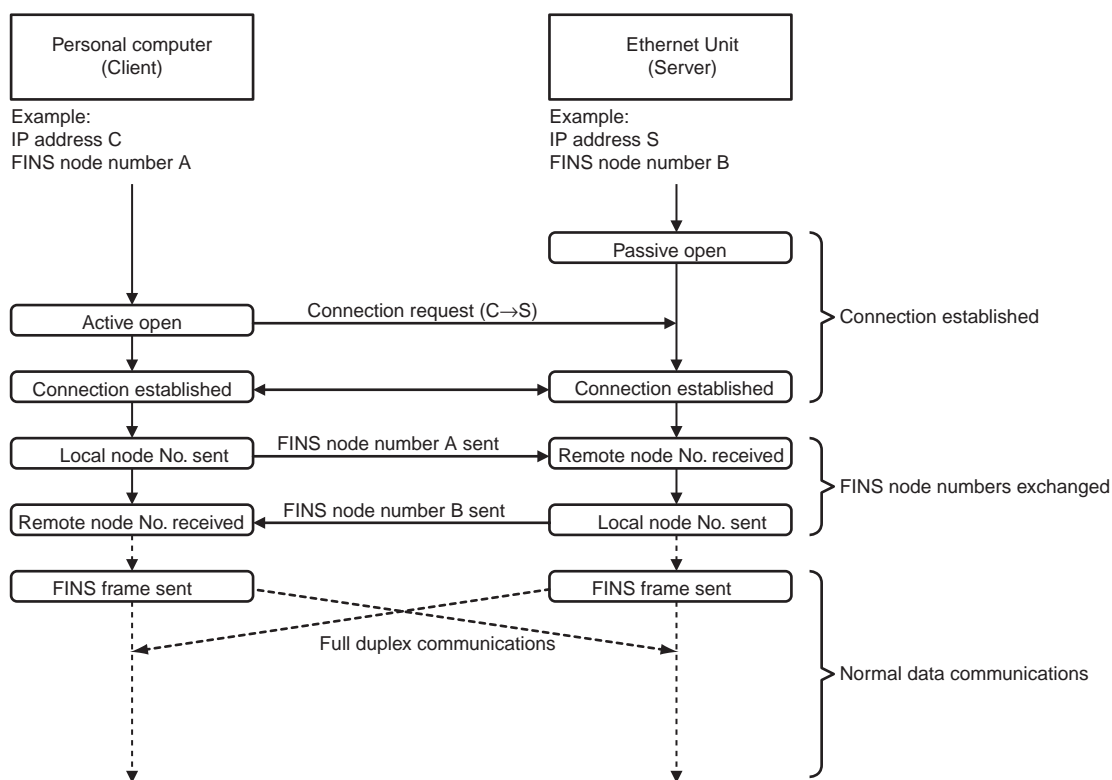 Personal computer
(Client)
Ethernet Unit
(Server)
Example:
IP address C
FINS node number A
Example:
IP address S
FINS node number B
Passive open
Active open
Connection request (C→S)
Connection established
Connection established
Connection established
Local node No. sent
FINS node number A sent
Remote node No. received
FINS node numbers exchanged
Remote node No. received
FINS node number B sent
Local node No. sent
FINS frame sent
FINS frame sent
Full duplex communications
Normal data communications